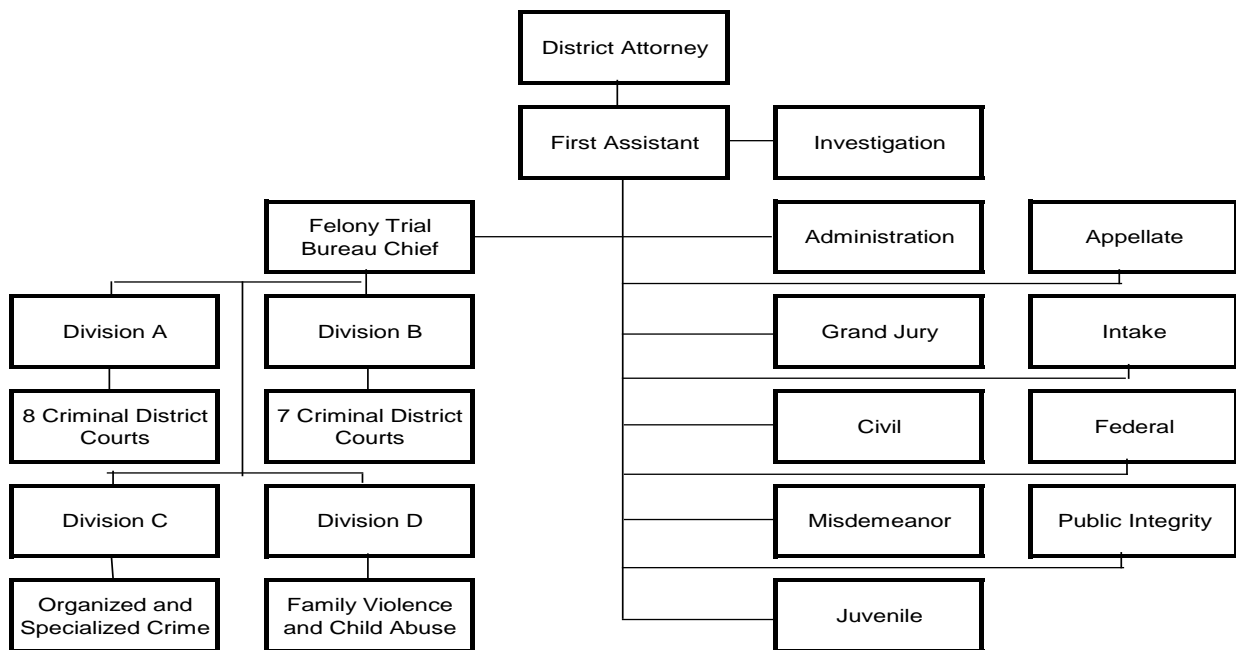 District Attorney
First Assistant
Investigation
Felony Trial
Bureau Chief
Administration
Appellate
Division A
Division B
Grand Jury
Intake
8 Criminal District
Courts
7 Criminal District
Courts
Civil
Federal
Division C
Division D
Misdemeanor
Public Integrity
Organized and
Specialized Crime
Family Violence
and Child Abuse
Juvenile